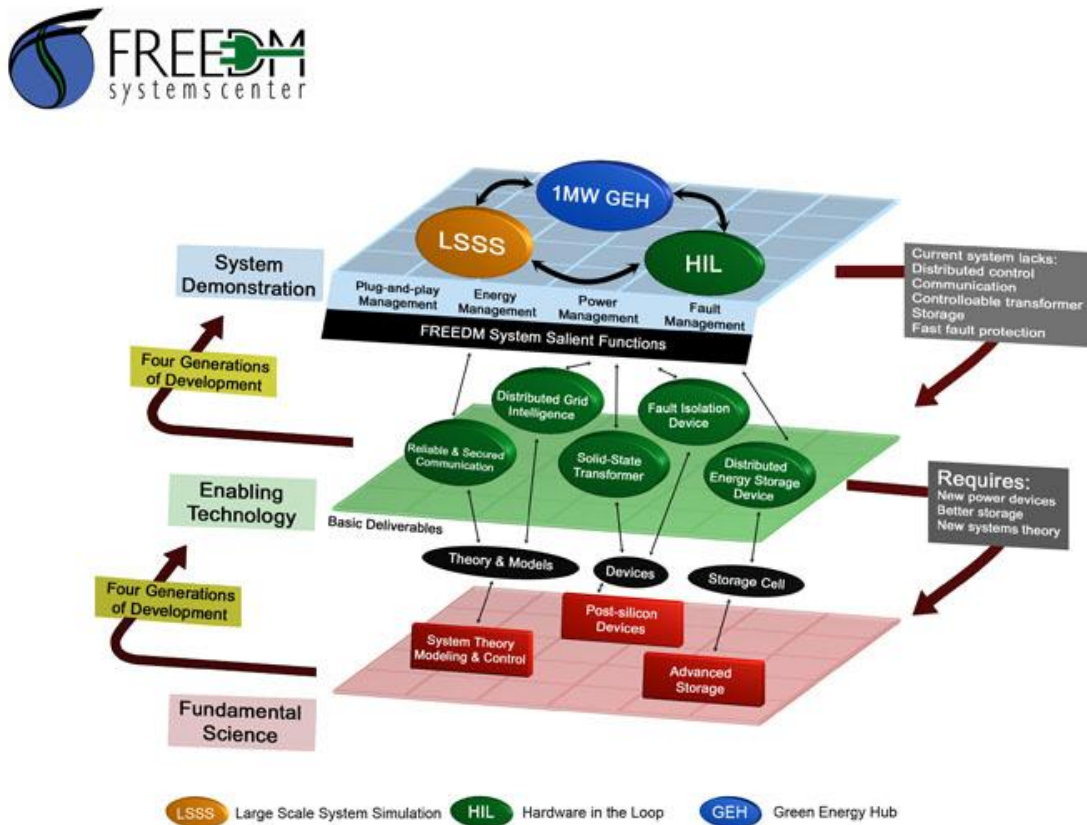 FREEDM
systemscenter
1MW GEH
LSSS
HIL
System
Demonstration
Plug-and-play
Management
Energy
Management
Power
Management
Fault
Management
FREEDM System Salient Functions
Current system lacks:
Distributed control
Communication
Controlloable transformer
Storage
Fast fault protection
Four Generations
of Development
Distributed Grid
Intelligence
Fault Isolation
Device
Reliable & Secured
Communication
Solid-State
Transformer
Distributed
Energy Storage
Device
Enabling
Technology
Basic Deliverables
Requires:
New power devices
Better storage
New systems theory
Theory & Models
Devices
Storage Cell
Four Generations
of Development
Post-silicon
Devices
System Theory
Modeling & Control
Advanced
Storage
Fundamental
Science
LSSS Large Scale System Simulation HIL Hardware in the Loop GEH Green Energy Hub